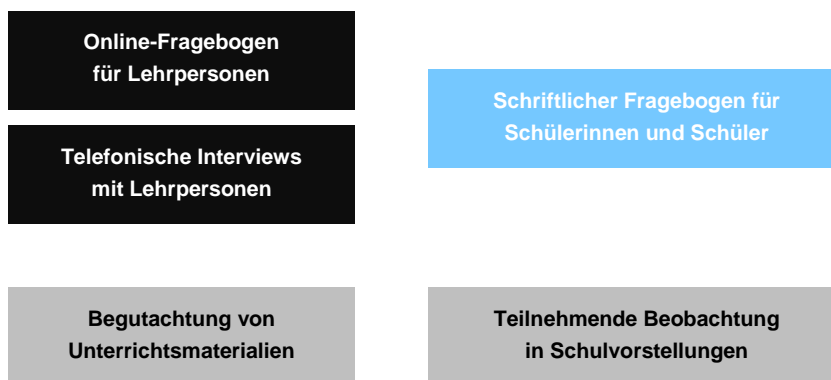 Online-Fragebogen
für Lehrpersonen
Telefonische Interviews
mit Lehrpersonen
Schriftlicher Fragebogen für
Schülerinnen und Schüler
Begutachtung von
Unterrichtsmaterialien
Teilnehmende Beobachtung
in Schulvorstellungen